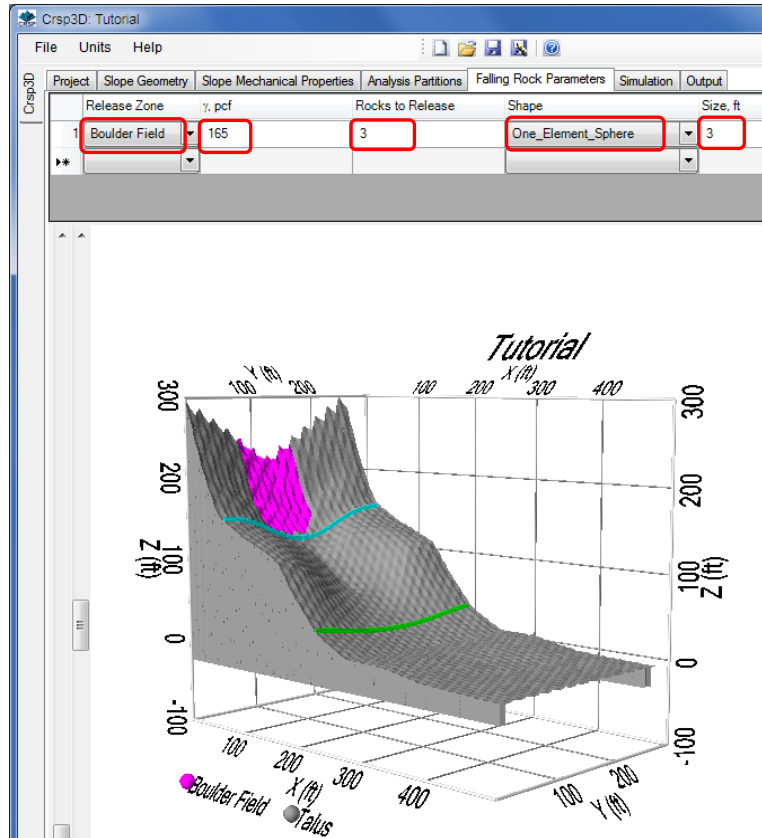 Crsp3D: Tutorial
File Units Help
Crsp3D
Project Slope Geometry Slope Mechanical Properties Analysis Partitions Falling Rock Parameters Simulation Output
Release Zone γ, pcf Rocks to Release Shape Size, ft
1 Boulder Field 165 3 One_Element_Sphere 3
Tutorial
Y (ft)
100 200
X (ft)
100 200 300 400
300
200
100
0
-100
Z (ft)
300
200
100
0
-100
Z (ft)
100 200 300 400
X (ft)
100 200
Y (ft)
Boulder Field
Talus